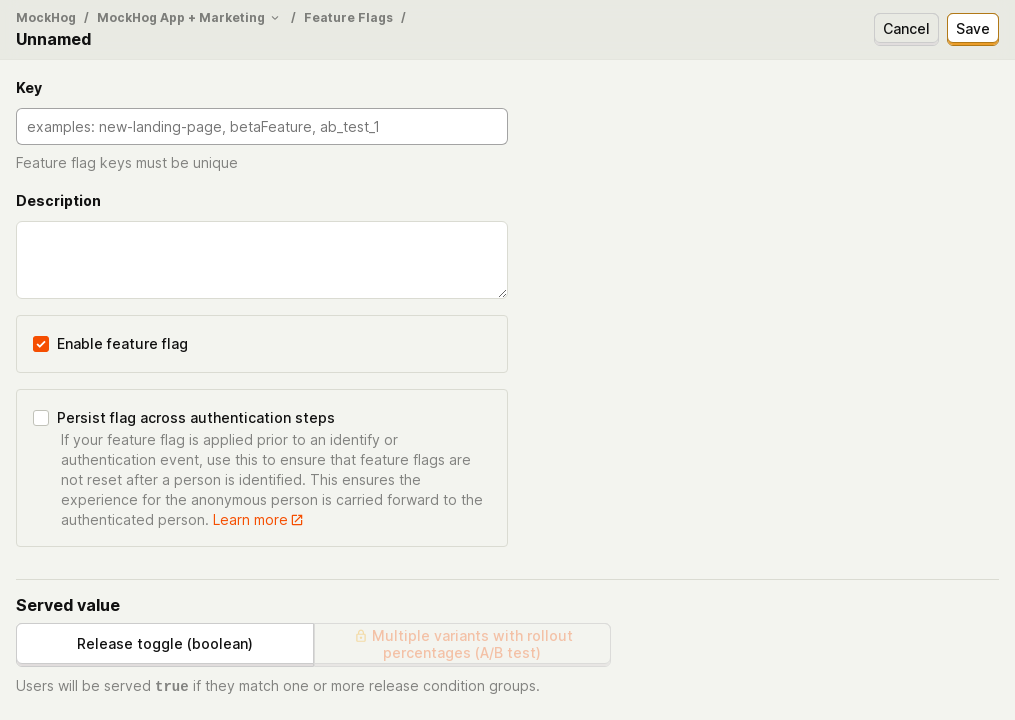 MockHog / MockHog App + Marketing / Feature Flags /
Unnamed
Cancel
Save
Key
examples: new-landing-page, betaFeature, ab_test_1
Feature flag keys must be unique
Description
Enable feature flag
Persist flag across authentication steps
If your feature flag is applied prior to an identify or
authentication event, use this to ensure that feature flags are
not reset after a person is identified. This ensures the
experience for the anonymous person is carried forward to the
authenticated person. Learn more
Served value
Release toggle (boolean)
Multiple variants with rollout
percentages (A/B test)
Users will be served true if they match one or more release condition groups.